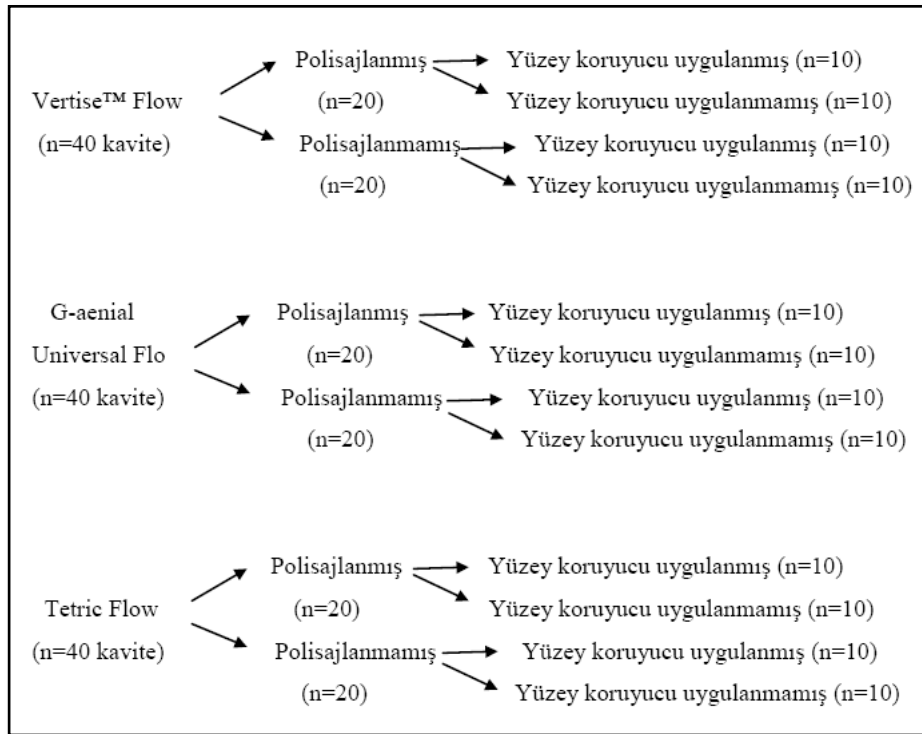 Polisajlanmış
Yüzey koruyucu uygulanmış (n=10)
Vertise™ Flow
(n=20)
Yüzey koruyucu uygulanmamış (n=10)
(n=40 kavite)
Polisajlanmamış
Yüzey koruyucu uygulanmış (n=10)
(n=20)
Yüzey koruyucu uygulanmamış (n=10)
G-aenial
Polisajlanmış
Yüzey koruyucu uygulanmış (n=10)
Universal Flo
(n=20)
Yüzey koruyucu uygulanmamış (n=10)
(n=40 kavite)
Polisajlanmamış
Yüzey koruyucu uygulanmış (n=10)
(n=20)
Yüzey koruyucu uygulanmamış (n=10)
Polisajlanmış
Yüzey koruyucu uygulanmış (n=10)
Tetric Flow
(n=20)
Yüzey koruyucu uygulanmamış (n=10)
(n=40 kavite)
Polisajlanmamış
Yüzey koruyucu uygulanmış (n=10)
(n=20)
Yüzey koruyucu uygulanmamış (n=10)